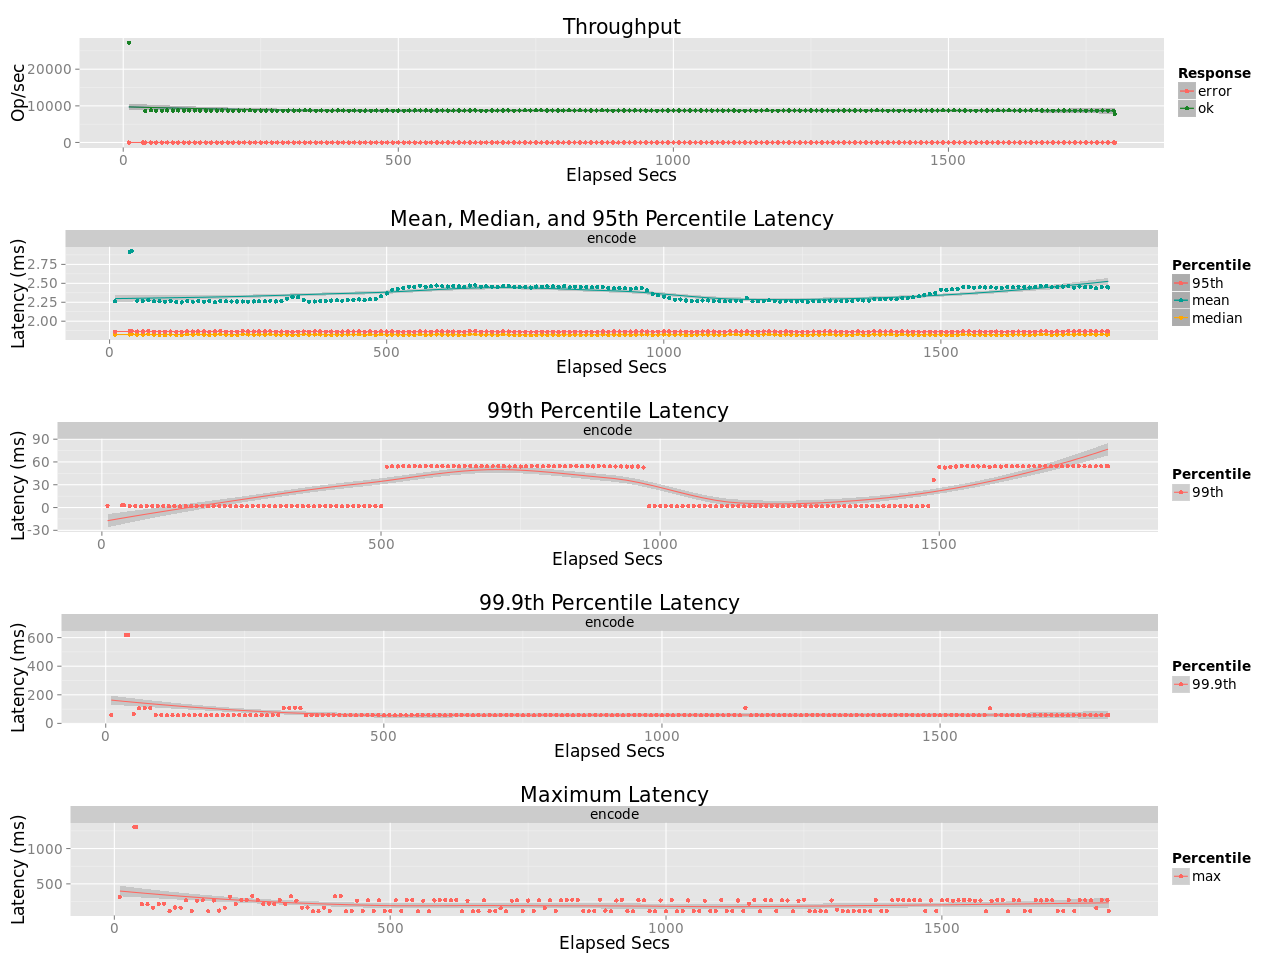 Throughput
Op/sec
20000
10000
0
0 500 1000 1500
Elapsed Secs
Response
error
ok
Mean, Median, and 95th Percentile Latency
encode
Latency (ms)
2.75
2.50
2.25
2.00
0 500 1000 1500
Elapsed Secs
Percentile
95th
mean
median
99th Percentile Latency
encode
Latency (ms)
90
60
30
0
-30
0 500 1000 1500
Elapsed Secs
Percentile
99th
99.9th Percentile Latency
encode
Latency (ms)
600
400
200
0
0 500 1000 1500
Elapsed Secs
Percentile
99.9th
Maximum Latency
encode
Latency (ms)
1000
500
0 500 1000 1500
Elapsed Secs
Percentile
max